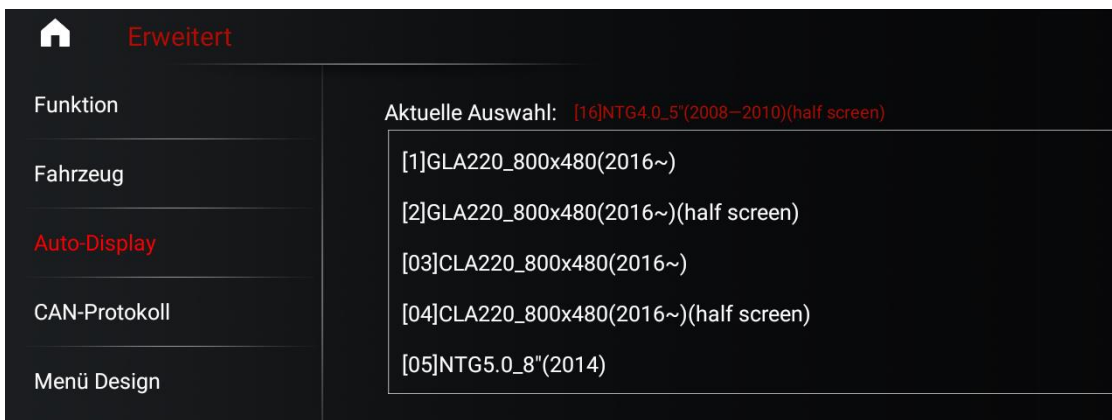 Erweitert
Funktion
Fahrzeug
Auto-Display
CAN-Protokoll
Menü Design
Aktuelle Auswahl: [16]NTG4.0_5"(2008—2010)(half screen)
[1]GLA220_800x480(2016~)
[2]GLA220_800x480(2016~)(half screen)
[03]CLA220_800x480(2016~)
[04]CLA220_800x480(2016~)(half screen)
[05]NTG5.0_8"(2014)